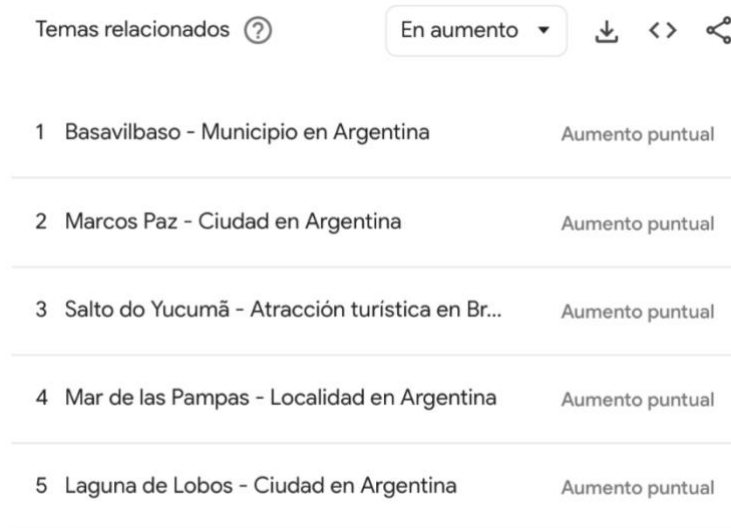 Temas relacionados ? En aumento
1 Basavilbaso - Municipio en Argentina Aumento puntual
2 Marcos Paz - Ciudad en Argentina Aumento puntual
3 Salto do Yucumã - Atracción turística en Br... Aumento puntual
4 Mar de las Pampas - Localidad en Argentina Aumento puntual
5 Laguna de Lobos - Ciudad en Argentina Aumento puntual